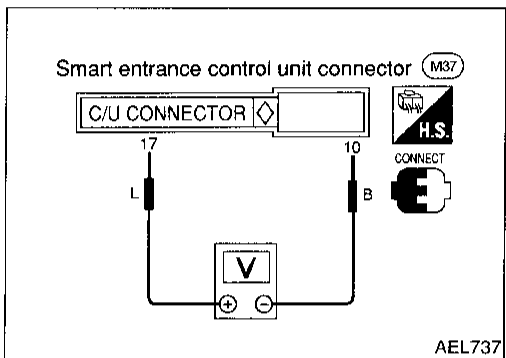 Smart entrance control unit connector M37
C/U CONNECTOR
H.S.
17 10
CONNECT
L B
V
+ -
AEL737